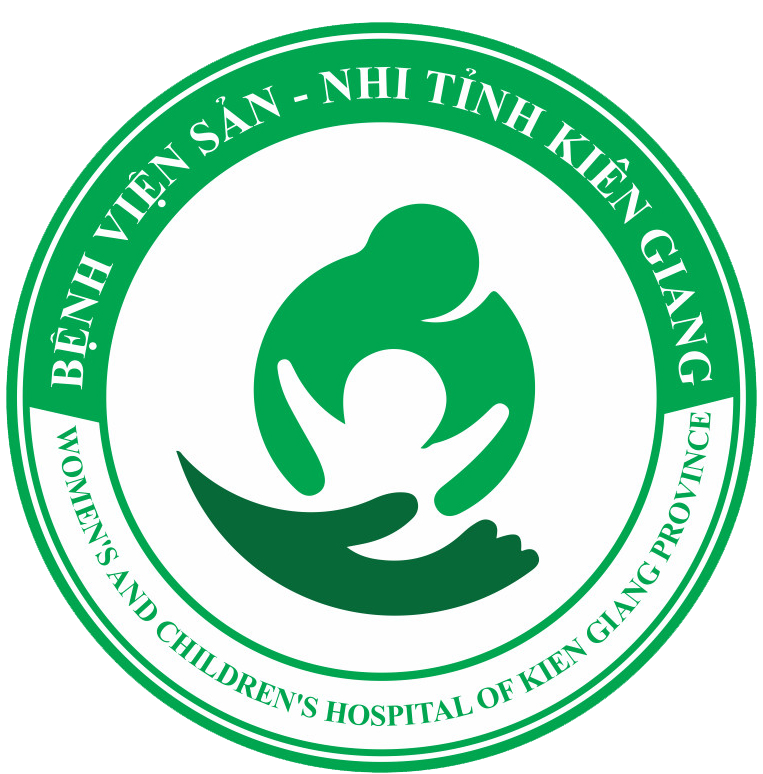 BỆNH VIỆN SẢN - NHI TỈNH KIÊN GIANG
WOMEN'S AND CHILDREN'S HOSPITAL OF KIEN GIANG PROVINCE